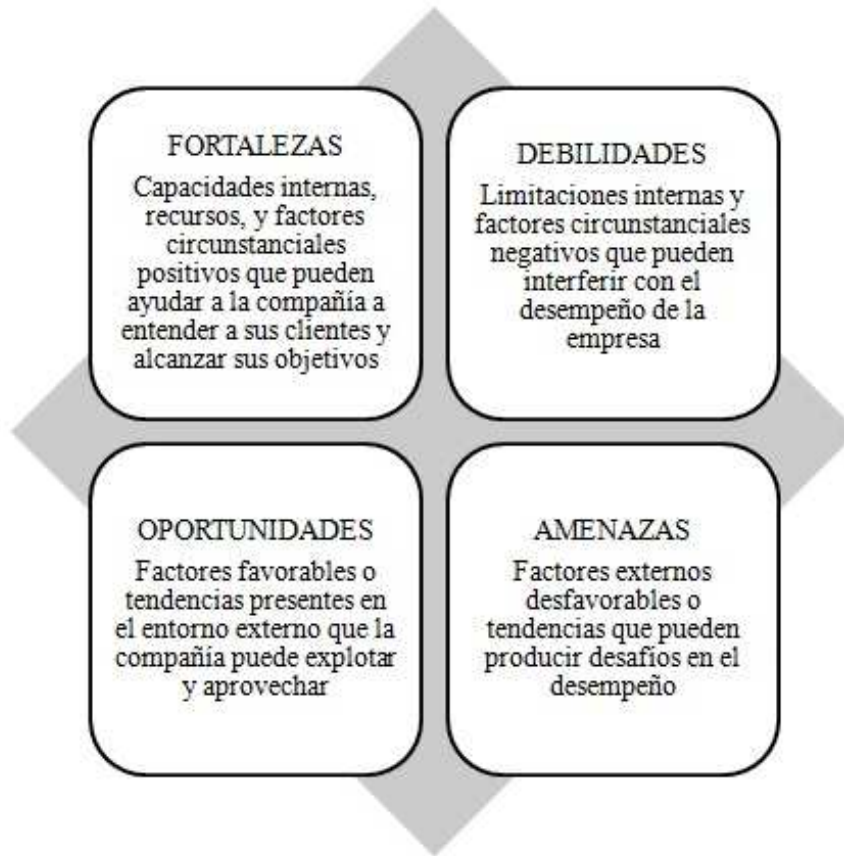 FORTALEZAS
Capacidades internas,
recursos, y factores
circunstanciales
positivos que pueden
ayudar a la compañía a
entender a sus clientes y
alcanzar sus objetivos
DEBILIDADES
Limitaciones internas y
factores circunstanciales
negativos que pueden
interferir con el
desempeño de la
empresa
OPORTUNIDADES
Factores favorables o
tendencias presentes en
el entorno externo que la
compañía puede explotar
y aprovechar
AMENAZAS
Factores externos
desfavorables o
tendencias que pueden
producir desafíos en el
desempeño